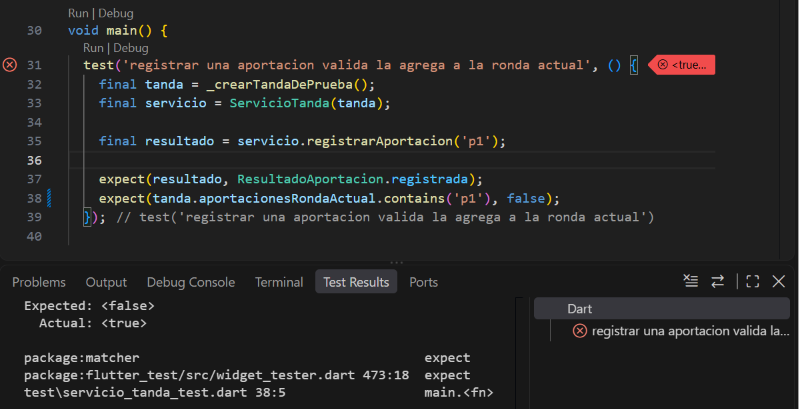 Run | Debug
30 void main() {
Run | Debug
31 test('registrar una aportacion valida la agrega a la ronda actual', () { <true...
32 final tanda = _crearTandaDePrueba();
33 final servicio = ServicioTanda(tanda);
34
35 final resultado = servicio.registrarAportacion('p1');
36
37 expect(resultado, ResultadoAportacion.registrada);
38 expect(tanda.aportacionesRondaActual.contains('p1'), false);
39 }); // test('registrar una aportacion valida la agrega a la ronda actual')
40
Problems Output Debug Console Terminal Test Results Ports
Expected: <false>
Actual: <true>
package:matcher expect
package:flutter_test/src/widget_tester.dart 473:18 expect
test\servicio_tanda_test.dart 38:5 main.<fn>
Dart
registrar una aportacion valida la...